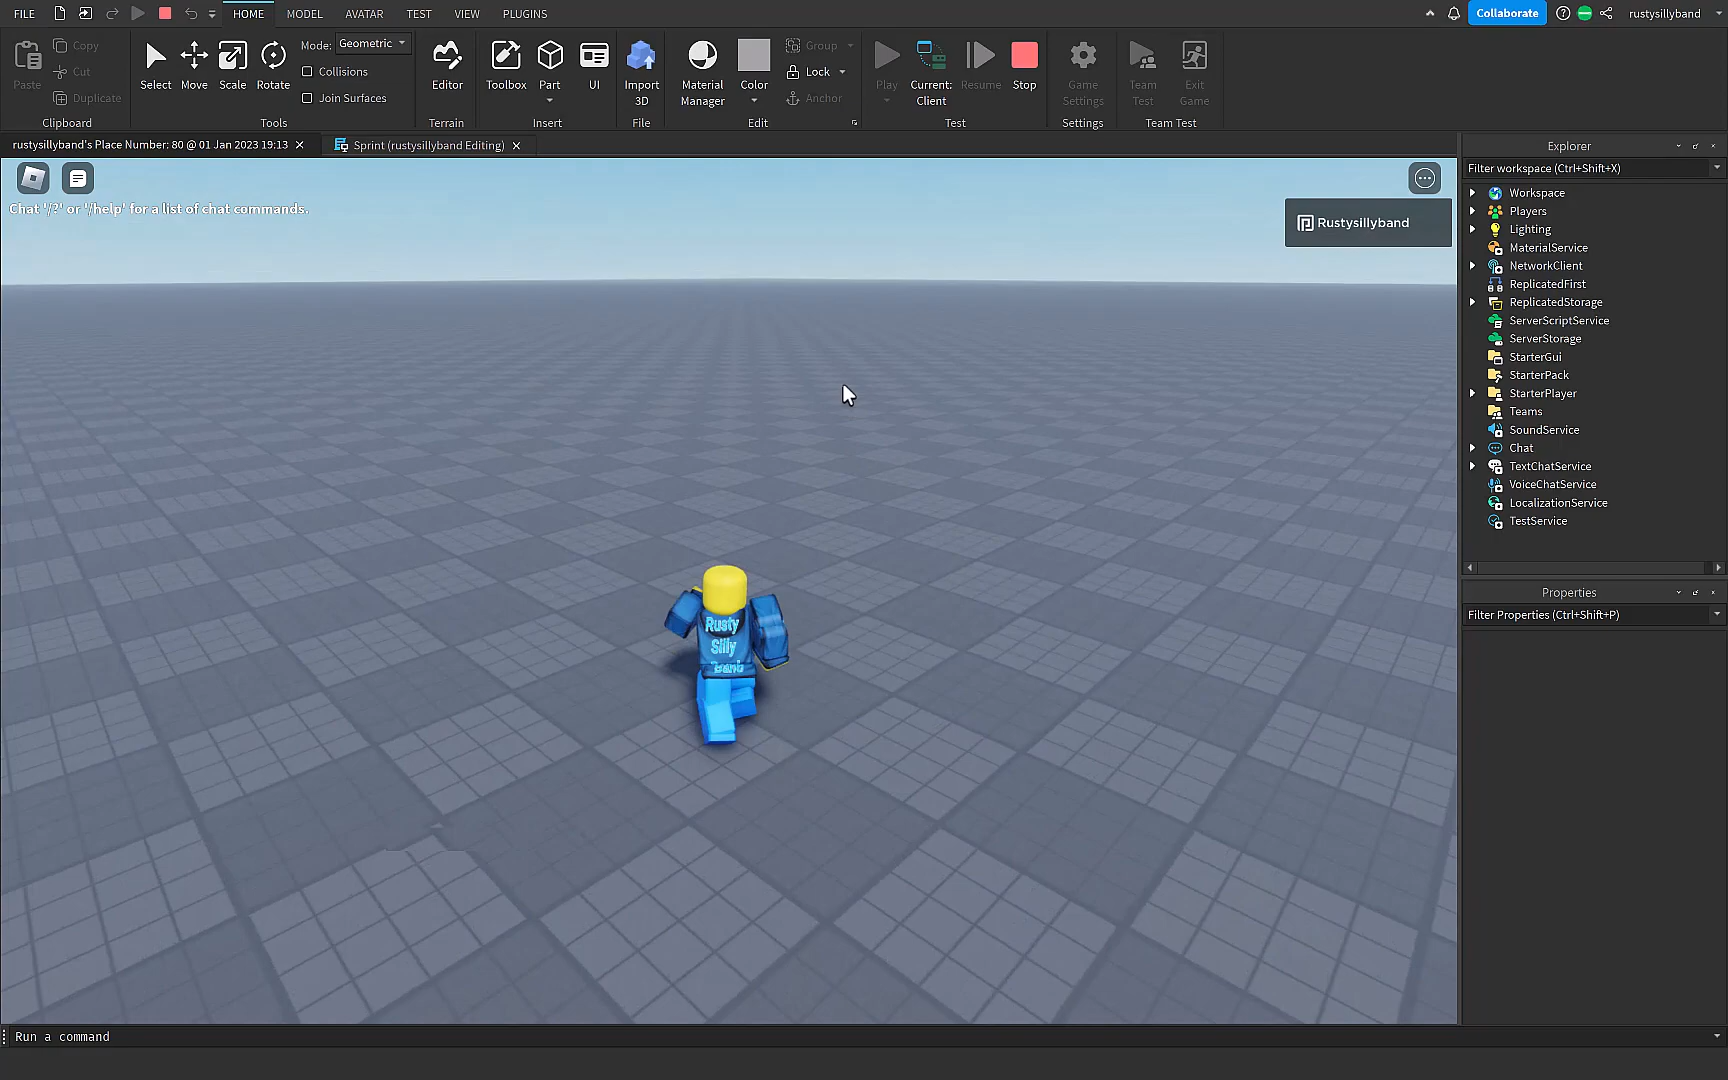 FILE HOME MODEL AVATAR TEST VIEW PLUGINS Collaborate rustysillyband
Paste Copy Cut Duplicate
Clipboard
Select Move Scale Rotate
Mode: Geometric
Collisions
Join Surfaces
Tools
Editor
Terrain
Toolbox Part UI
Insert
Import 3D
File
Material Manager Color Group Lock Anchor
Edit
Play Current: Client Resume Stop
Test
Game Settings
Settings
Team Test Exit Game
Team Test
rustysillyband's Place Number: 80 @ 01 Jan 2023 19:13
Sprint (rustysillyband Editing)
Chat '/?' or '/help' for a list of chat commands.
Rustysillyband
Rusty
Silly
Band
Explorer
Filter workspace (Ctrl+Shift+X)
Workspace
Players
Lighting
MaterialService
NetworkClient
ReplicatedFirst
ReplicatedStorage
ServerScriptService
ServerStorage
StarterGui
StarterPack
StarterPlayer
Teams
SoundService
Chat
TextChatService
VoiceChatService
LocalizationService
TestService
Properties
Filter Properties (Ctrl+Shift+P)
Run a command